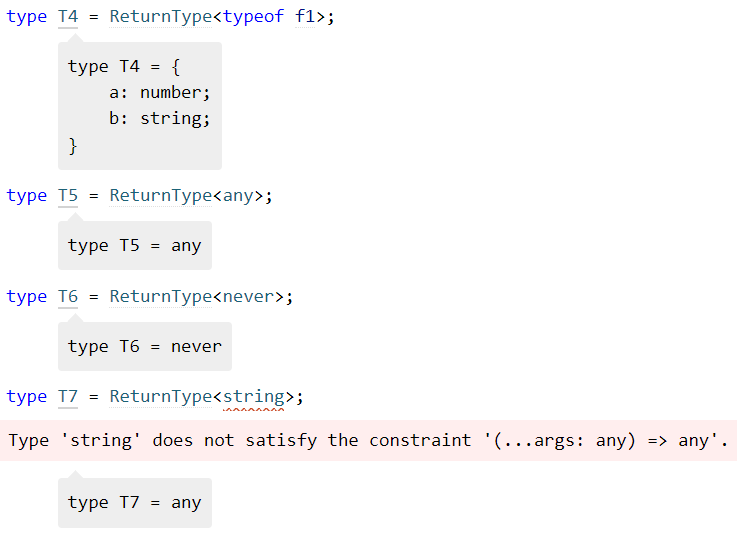 type T4 = ReturnType<typeof f1>;
type T4 = {
    a: number;
    b: string;
}
type T5 = ReturnType<any>;
type T5 = any
type T6 = ReturnType<never>;
type T6 = never
type T7 = ReturnType<string>;
Type 'string' does not satisfy the constraint '(...args: any) => any'.
type T7 = any